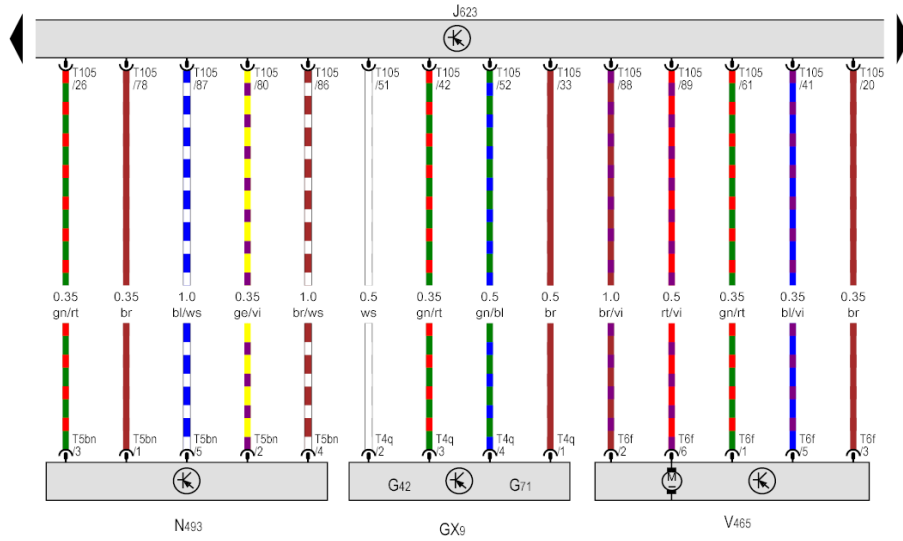 J623
T105 T105 T105 T105 T105 T105 T105 T105 T105 T105 T105 T105 T105 T105
/26 /78 /87 /80 /86 /51 /42 /52 /33 /88 /89 /61 /41 /20
0.35 0.35 1.0 0.35 1.0 0.5 0.35 0.5 0.5 1.0 0.5 0.35 0.35 0.35
gn/rt br bl/ws ge/vi br/ws ws gn/rt gn/bl br br/vi rt/vi gn/rt bl/vi br
T5bn T5bn T5bn T5bn T5bn T4q T4q T4q T4q T6f T6f T6f T6f T6f
/3 /1 /5 /2 /4 /2 /3 /4 /1 /2 /6 /1 /5 /3
G42 G71 M
N493 GX9 V465